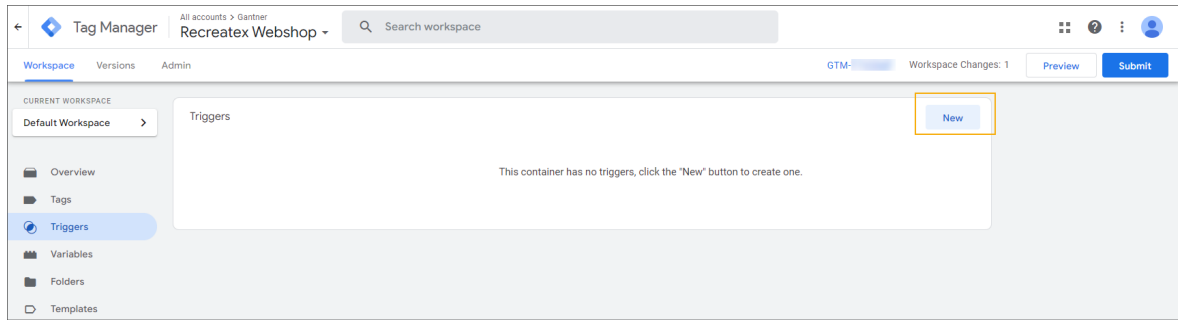 All accounts > Gantner
Tag Manager
Recreatex Webshop
Search workspace
Workspace Versions Admin
GTM-
Workspace Changes: 1
Preview
Submit
CURRENT WORKSPACE
Default Workspace
Triggers
New
This container has no triggers, click the "New" button to create one.
Overview
Tags
Triggers
Variables
Folders
Templates